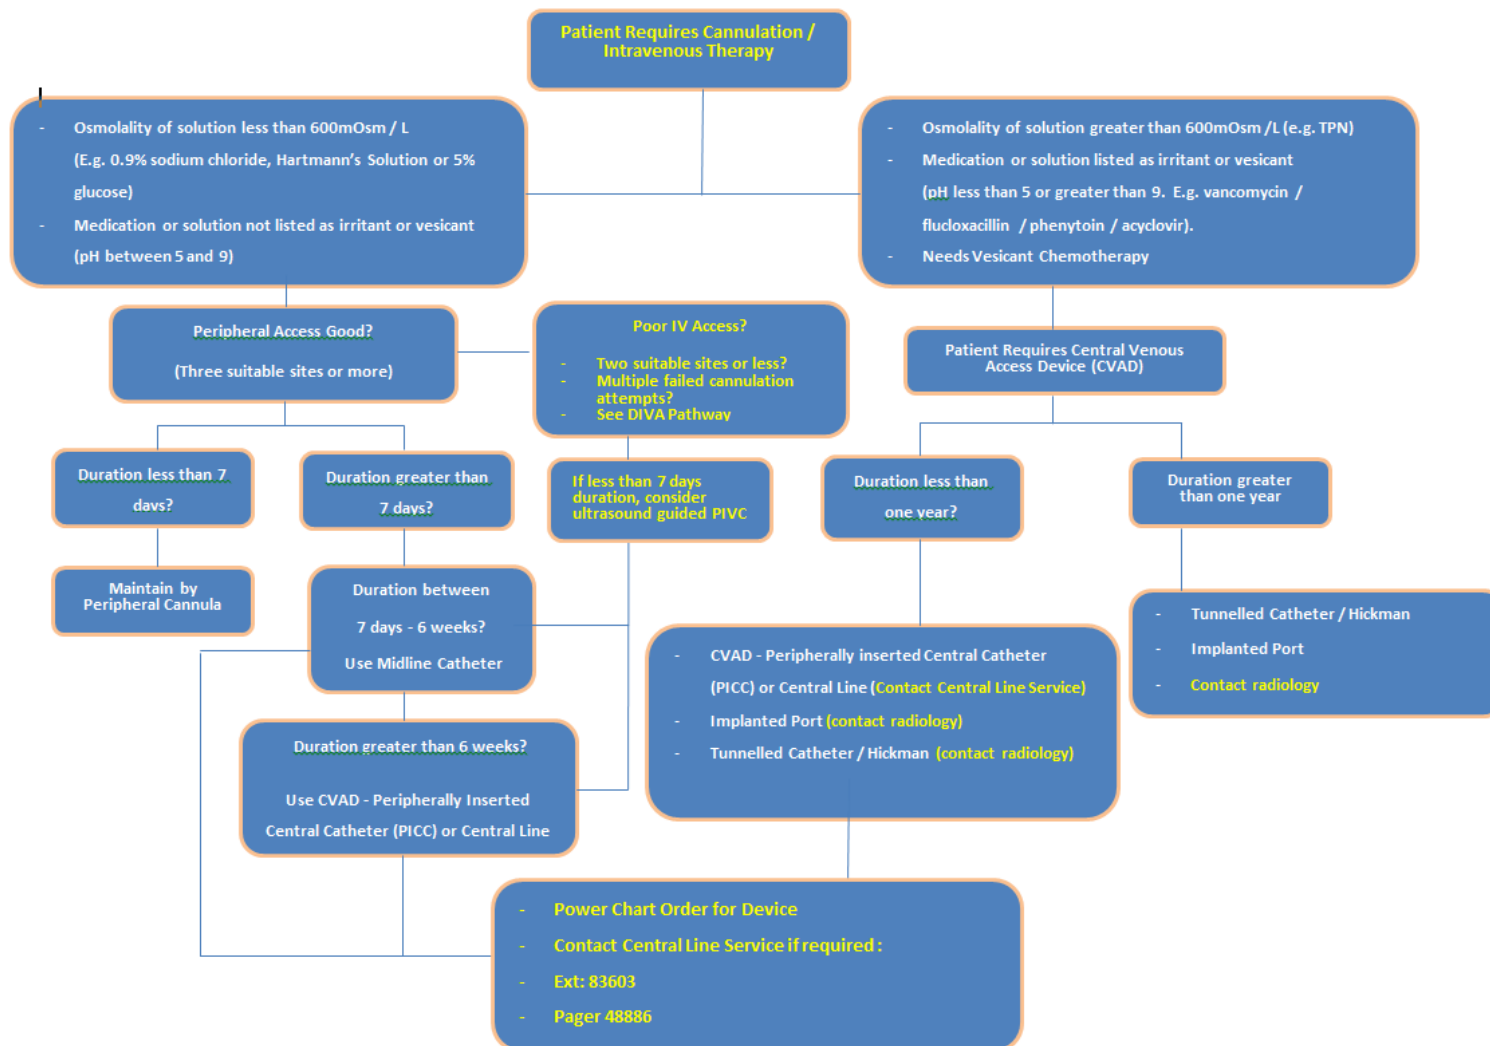 Patient Requires Cannulation /
Intravenous Therapy
- Osmolality of solution less than 600mOsm / L
(E.g. 0.9% sodium chloride, Hartmann's Solution or 5%
glucose)
- Medication or solution not listed as irritant or vesicant
(pH between 5 and 9)
- Osmolality of solution greater than 600mOsm /L (e.g. TPN)
- Medication or solution listed as irritant or vesicant
(pH less than 5 or greater than 9. E.g. vancomycin /
flucloxacillin / phenytoin / acyclovir).
- Needs Vesicant Chemotherapy
Peripheral Access Good?
(Three suitable sites or more)
Poor IV Access?
- Two suitable sites or less?
- Multiple failed cannulation
attempts?
- See DIVA Pathway
Patient Requires Central Venous
Access Device (CVAD)
Duration less than 7
days?
Duration greater than
7 days?
If less than 7 days
duration, consider
ultrasound guided PIVC
Duration less than
one year?
Duration greater
than one year
Maintain by
Peripheral Cannula
Duration between
7 days - 6 weeks?
Use Midline Catheter
- CVAD - Peripherally inserted Central Catheter
(PICC) or Central Line (Contact Central Line Service)
- Implanted Port (contact radiology)
- Tunnelled Catheter / Hickman (contact radiology)
- Tunnelled Catheter / Hickman
- Implanted Port
- Contact radiology
Duration greater than 6 weeks?
Use CVAD - Peripherally Inserted
Central Catheter (PICC) or Central Line
- Power Chart Order for Device
- Contact Central Line Service if required :
- Ext: 83603
- Pager 48886